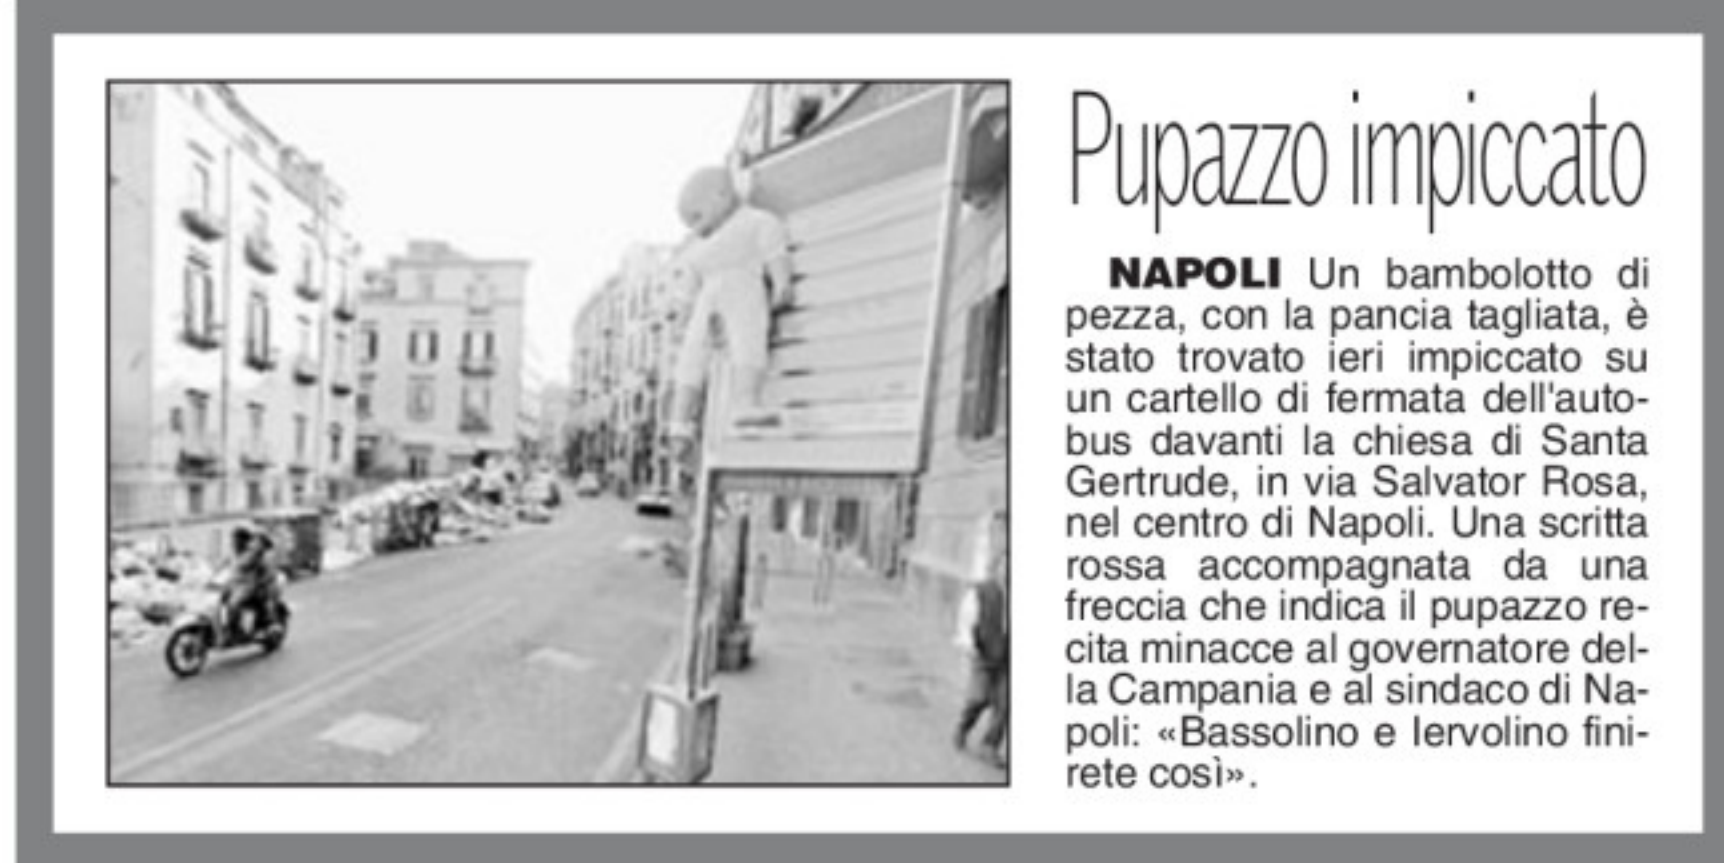 Pupazzo impiccato
NAPOLI Un bambolotto di
pezza, con la pancia tagliata, è
stato trovato ieri impiccato su
un cartello di fermata dell'auto-
bus davanti la chiesa di Santa
Gertrude, in via Salvator Rosa,
nel centro di Napoli. Una scritta
rossa accompagnata da una
freccia che indica il pupazzo re-
cita minacce al governatore del-
la Campania e al sindaco di Na-
poli: «Bassolino e Iervolino fini-
rete così».